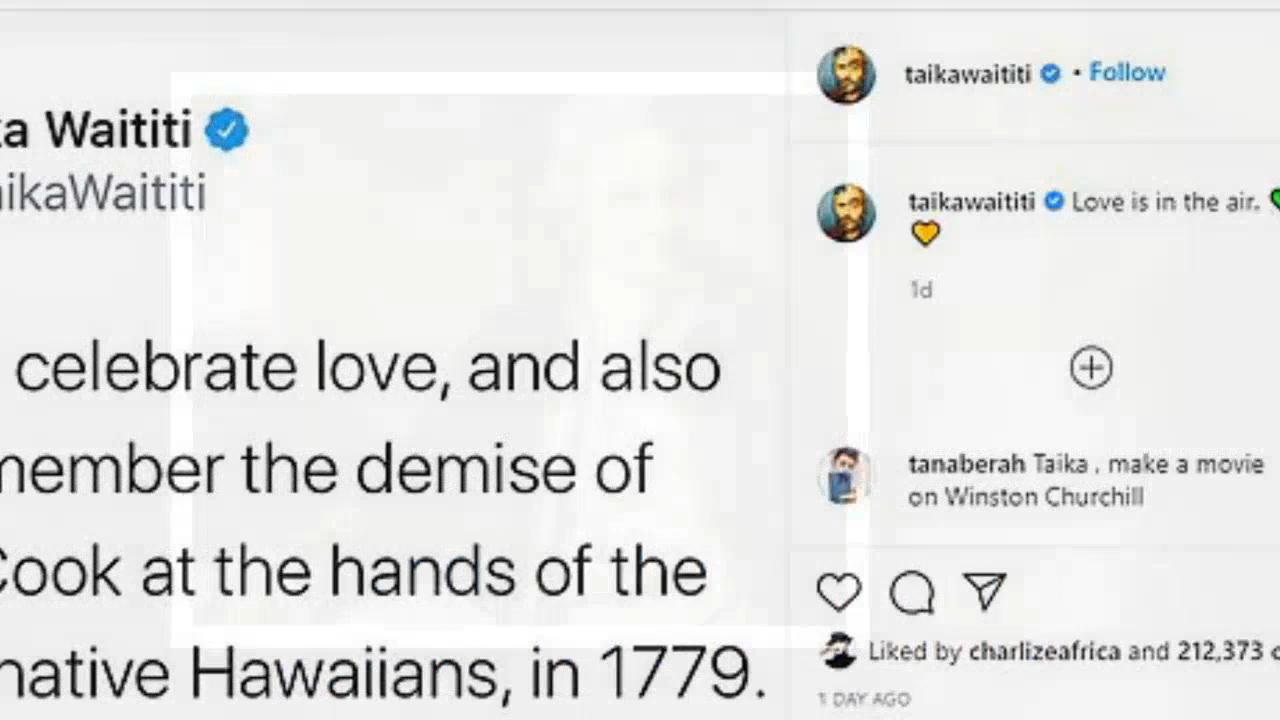 a Waititi
aikaWaititi
celebrate love, and also
member the demise of
Cook at the hands of the
native Hawaiians, in 1779.
taikawaititi • Follow
taikawaititi Love is in the air.
1d
tanaberah Taika , make a movie
on Winston Churchill
Liked by charlizeafrica and 212,373
1 DAY AGO